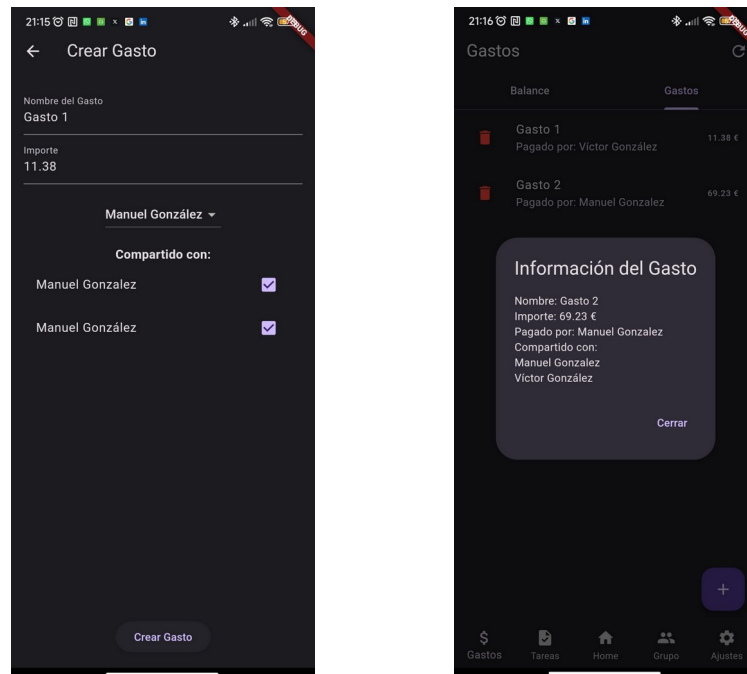 21:15
DEBUG
Crear Gasto
Nombre del Gasto
Gasto 1
Importe
11.38
Manuel González
Compartido con:
Manuel Gonzalez
Manuel González
Crear Gasto
21:16
DEBUG
Gastos
Balance
Gastos
Gasto 1
Pagado por: Víctor González
11.38 €
Gasto 2
Pagado por: Manuel Gonzalez
69.23 €
Información del Gasto
Nombre: Gasto 2
Importe: 69.23 €
Pagado por: Manuel Gonzalez
Compartido con:
Manuel Gonzalez
Víctor González
Cerrar
+
Gastos
Tareas
Home
Grupo
Ajustes